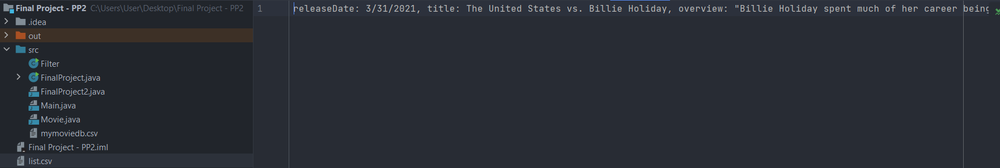 Final Project - PP2 C:\Users\User\Desktop\Final Project - PP2
.idea
out
src
Filter
FinalProject.java
FinalProject2.java
Main.java
Movie.java
mymoviedb.csv
Final Project - PP2.iml
list.csv
1 releaseDate: 3/31/2021, title: The United States vs. Billie Holiday, overview: "Billie Holiday spent much of her career being